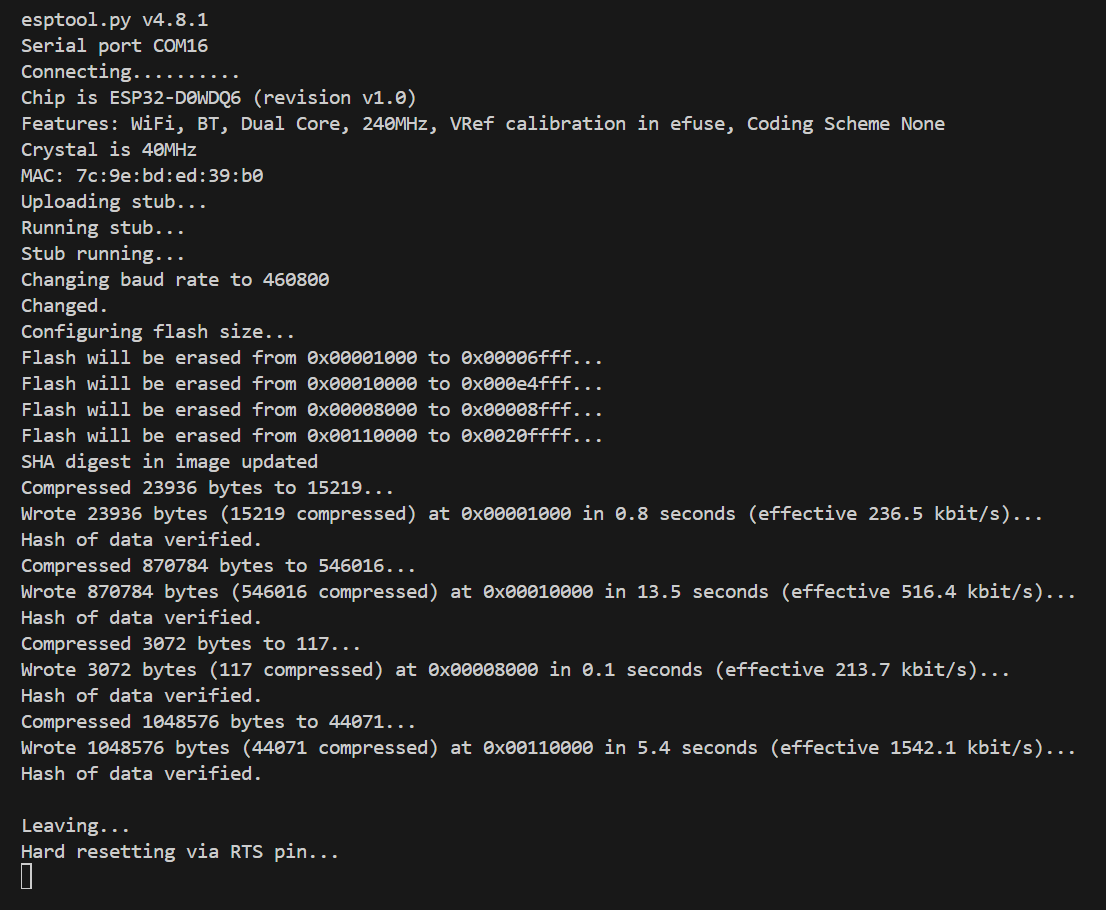 esptool.py v4.8.1
Serial port COM16
Connecting..........
Chip is ESP32-D0WDQ6 (revision v1.0)
Features: WiFi, BT, Dual Core, 240MHz, VRef calibration in efuse, Coding Scheme None
Crystal is 40MHz
MAC: 7c:9e:bd:ed:39:b0
Uploading stub...
Running stub...
Stub running...
Changing baud rate to 460800
Changed.
Configuring flash size...
Flash will be erased from 0x00001000 to 0x00006fff...
Flash will be erased from 0x00010000 to 0x000e4fff...
Flash will be erased from 0x00008000 to 0x00008fff...
Flash will be erased from 0x00110000 to 0x0020ffff...
SHA digest in image updated
Compressed 23936 bytes to 15219...
Wrote 23936 bytes (15219 compressed) at 0x00001000 in 0.8 seconds (effective 236.5 kbit/s)...
Hash of data verified.
Compressed 870784 bytes to 546016...
Wrote 870784 bytes (546016 compressed) at 0x00010000 in 13.5 seconds (effective 516.4 kbit/s)...
Hash of data verified.
Compressed 3072 bytes to 117...
Wrote 3072 bytes (117 compressed) at 0x00008000 in 0.1 seconds (effective 213.7 kbit/s)...
Hash of data verified.
Compressed 1048576 bytes to 44071...
Wrote 1048576 bytes (44071 compressed) at 0x00110000 in 5.4 seconds (effective 1542.1 kbit/s)...
Hash of data verified.

Leaving...
Hard resetting via RTS pin...